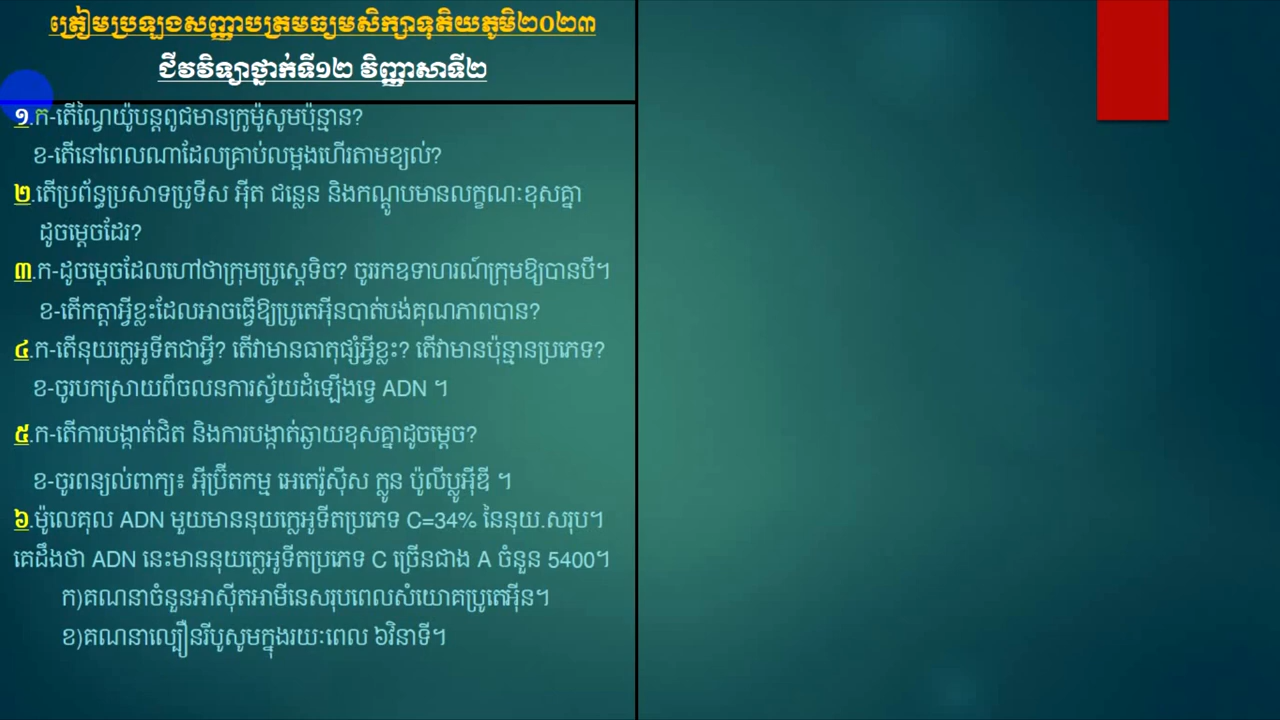 ត្រៀមប្រឡងសញ្ញាបត្រមធ្យមសិក្សាទុតិយភូមិ២០២៣
ជីវវិទ្យាថ្នាក់ទី១២ វិញ្ញាសាទី២
១.ក-តើណ្វៃយ៉ូបន្តពូជមានក្រូម៉ូសូមប៉ុន្មាន?
ខ-តើនៅពេលណាដែលគ្រាប់លម្អងហើរតាមខ្យល់?
២.តើប្រព័ន្ធប្រសាទប្រូទីស អ៊ីត ជន្លេន និងកណ្តូបមានលក្ខណៈខុសគ្នា
ដូចម្តេចដែរ?
៣.ក-ដូចម្តេចដែលហៅថាក្រុមប្រូស្តេទិច? ចូររកឧទាហរណ៍ក្រុមឱ្យបានបី។
ខ-តើកត្តាអ្វីខ្លះដែលអាចធ្វើឱ្យប្រូតេអ៊ីនបាត់បង់គុណភាពបាន?
៤.ក-តើនុយក្លេអូទីតជាអ្វី? តើវាមានធាតុផ្សំអ្វីខ្លះ? តើវាមានប៉ុន្មានប្រភេទ?
ខ-ចូរបកស្រាយពីចលនការស្វ័យដំឡើងទ្វេ ADN ។
៥.ក-តើការបង្កាត់ជិត និងការបង្កាត់ឆ្ងាយខុសគ្នាដូចម្តេច?
ខ-ចូរពន្យល់ពាក្យ៖ អ៊ីប្រ៊ីតកម្ម អេតេរ៉ូស៊ីស ក្លូន ប៉ូលីប្លូអ៊ីឌី ។
៦.ម៉ូលេគុល ADN មួយមាននុយក្លេអូទីតប្រភេទ C=34% នៃនុយ.សរុប។
គេដឹងថា ADN នេះមាននុយក្លេអូទីតប្រភេទ C ច្រើនជាង A ចំនួន 5400។
ក)គណនាចំនួនអាស៊ីតអាមីនេសរុបពេលសំយោគប្រូតេអ៊ីន។
ខ)គណនាល្បឿនរីបូសូមក្នុងរយៈពេល ៦វិនាទី។